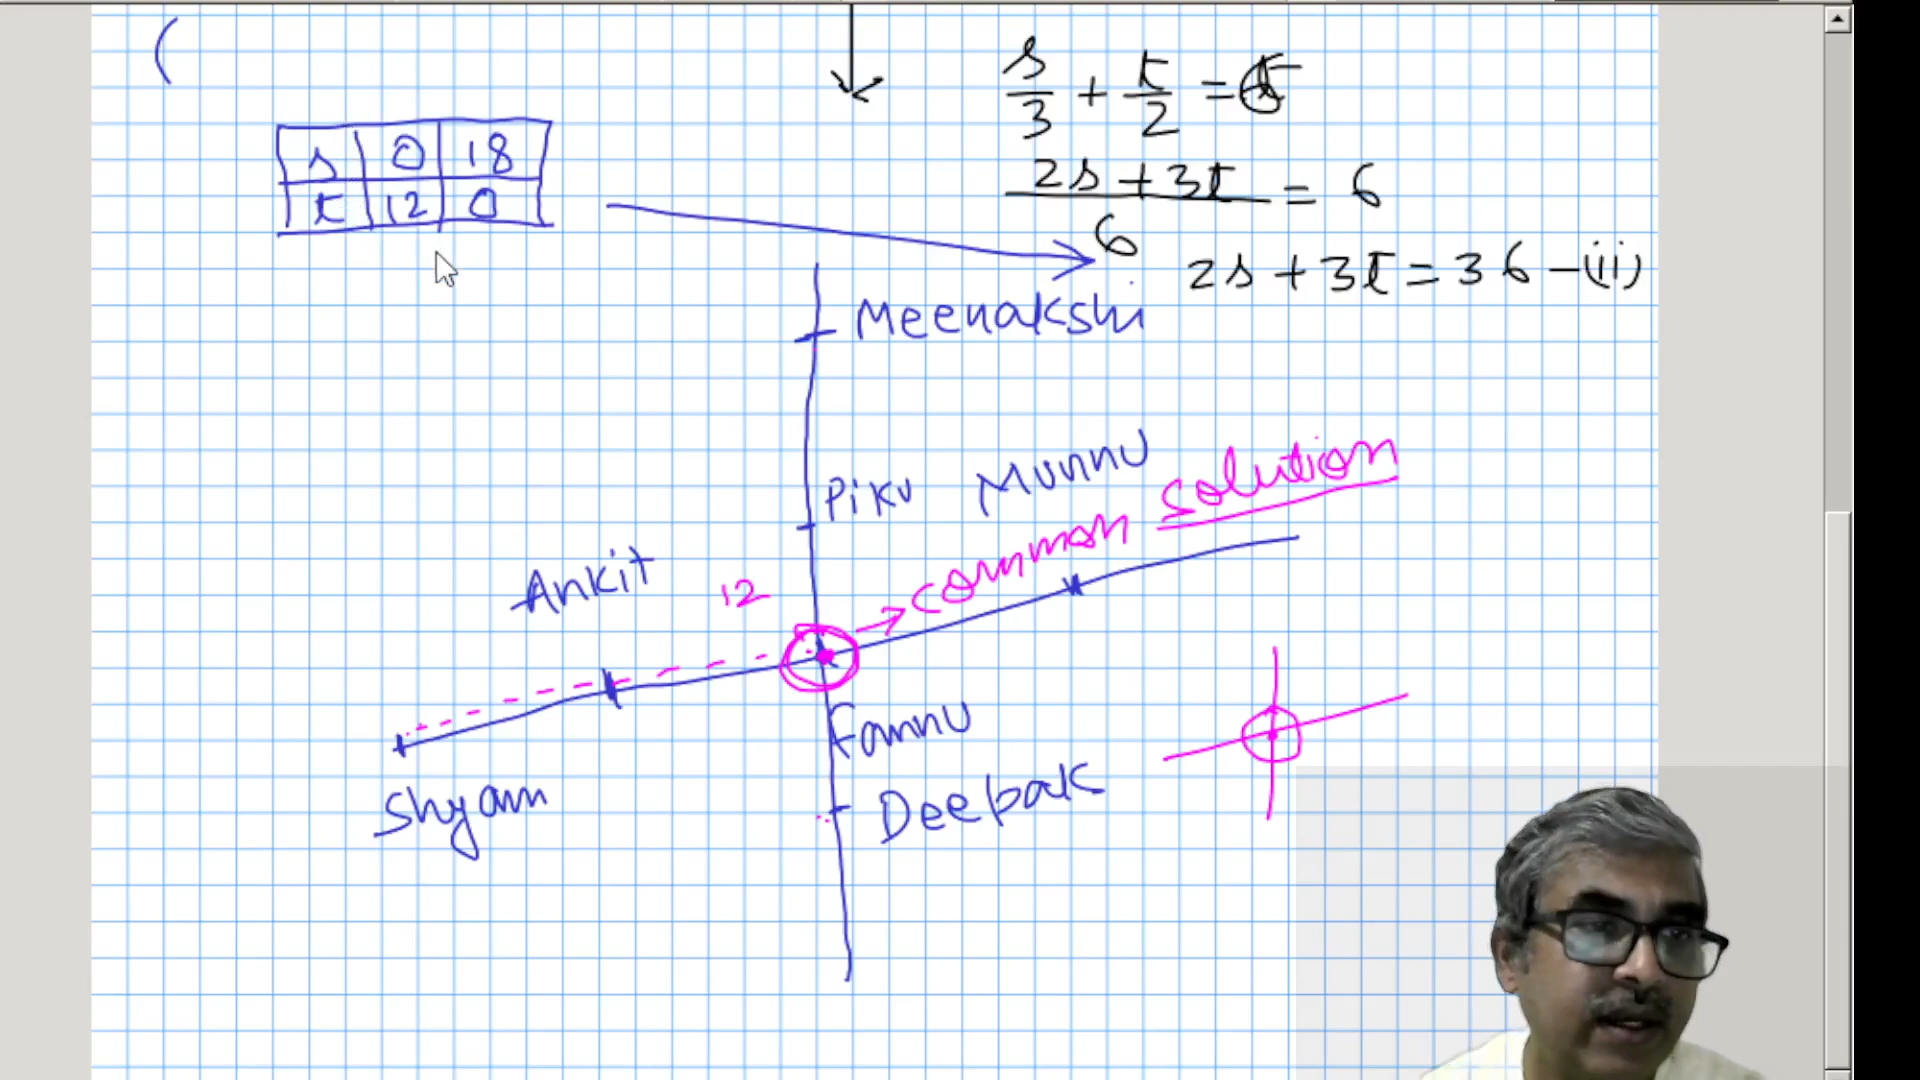 (
s/3 + t/2 = 6
s 0 18
t 12 0
2s + 3t / 6 = 6
2s + 3t = 36 - (ii)
Meenakshi
Piku Munnu
common solution
Ankit 12
Fannu
Deepak
Shyam